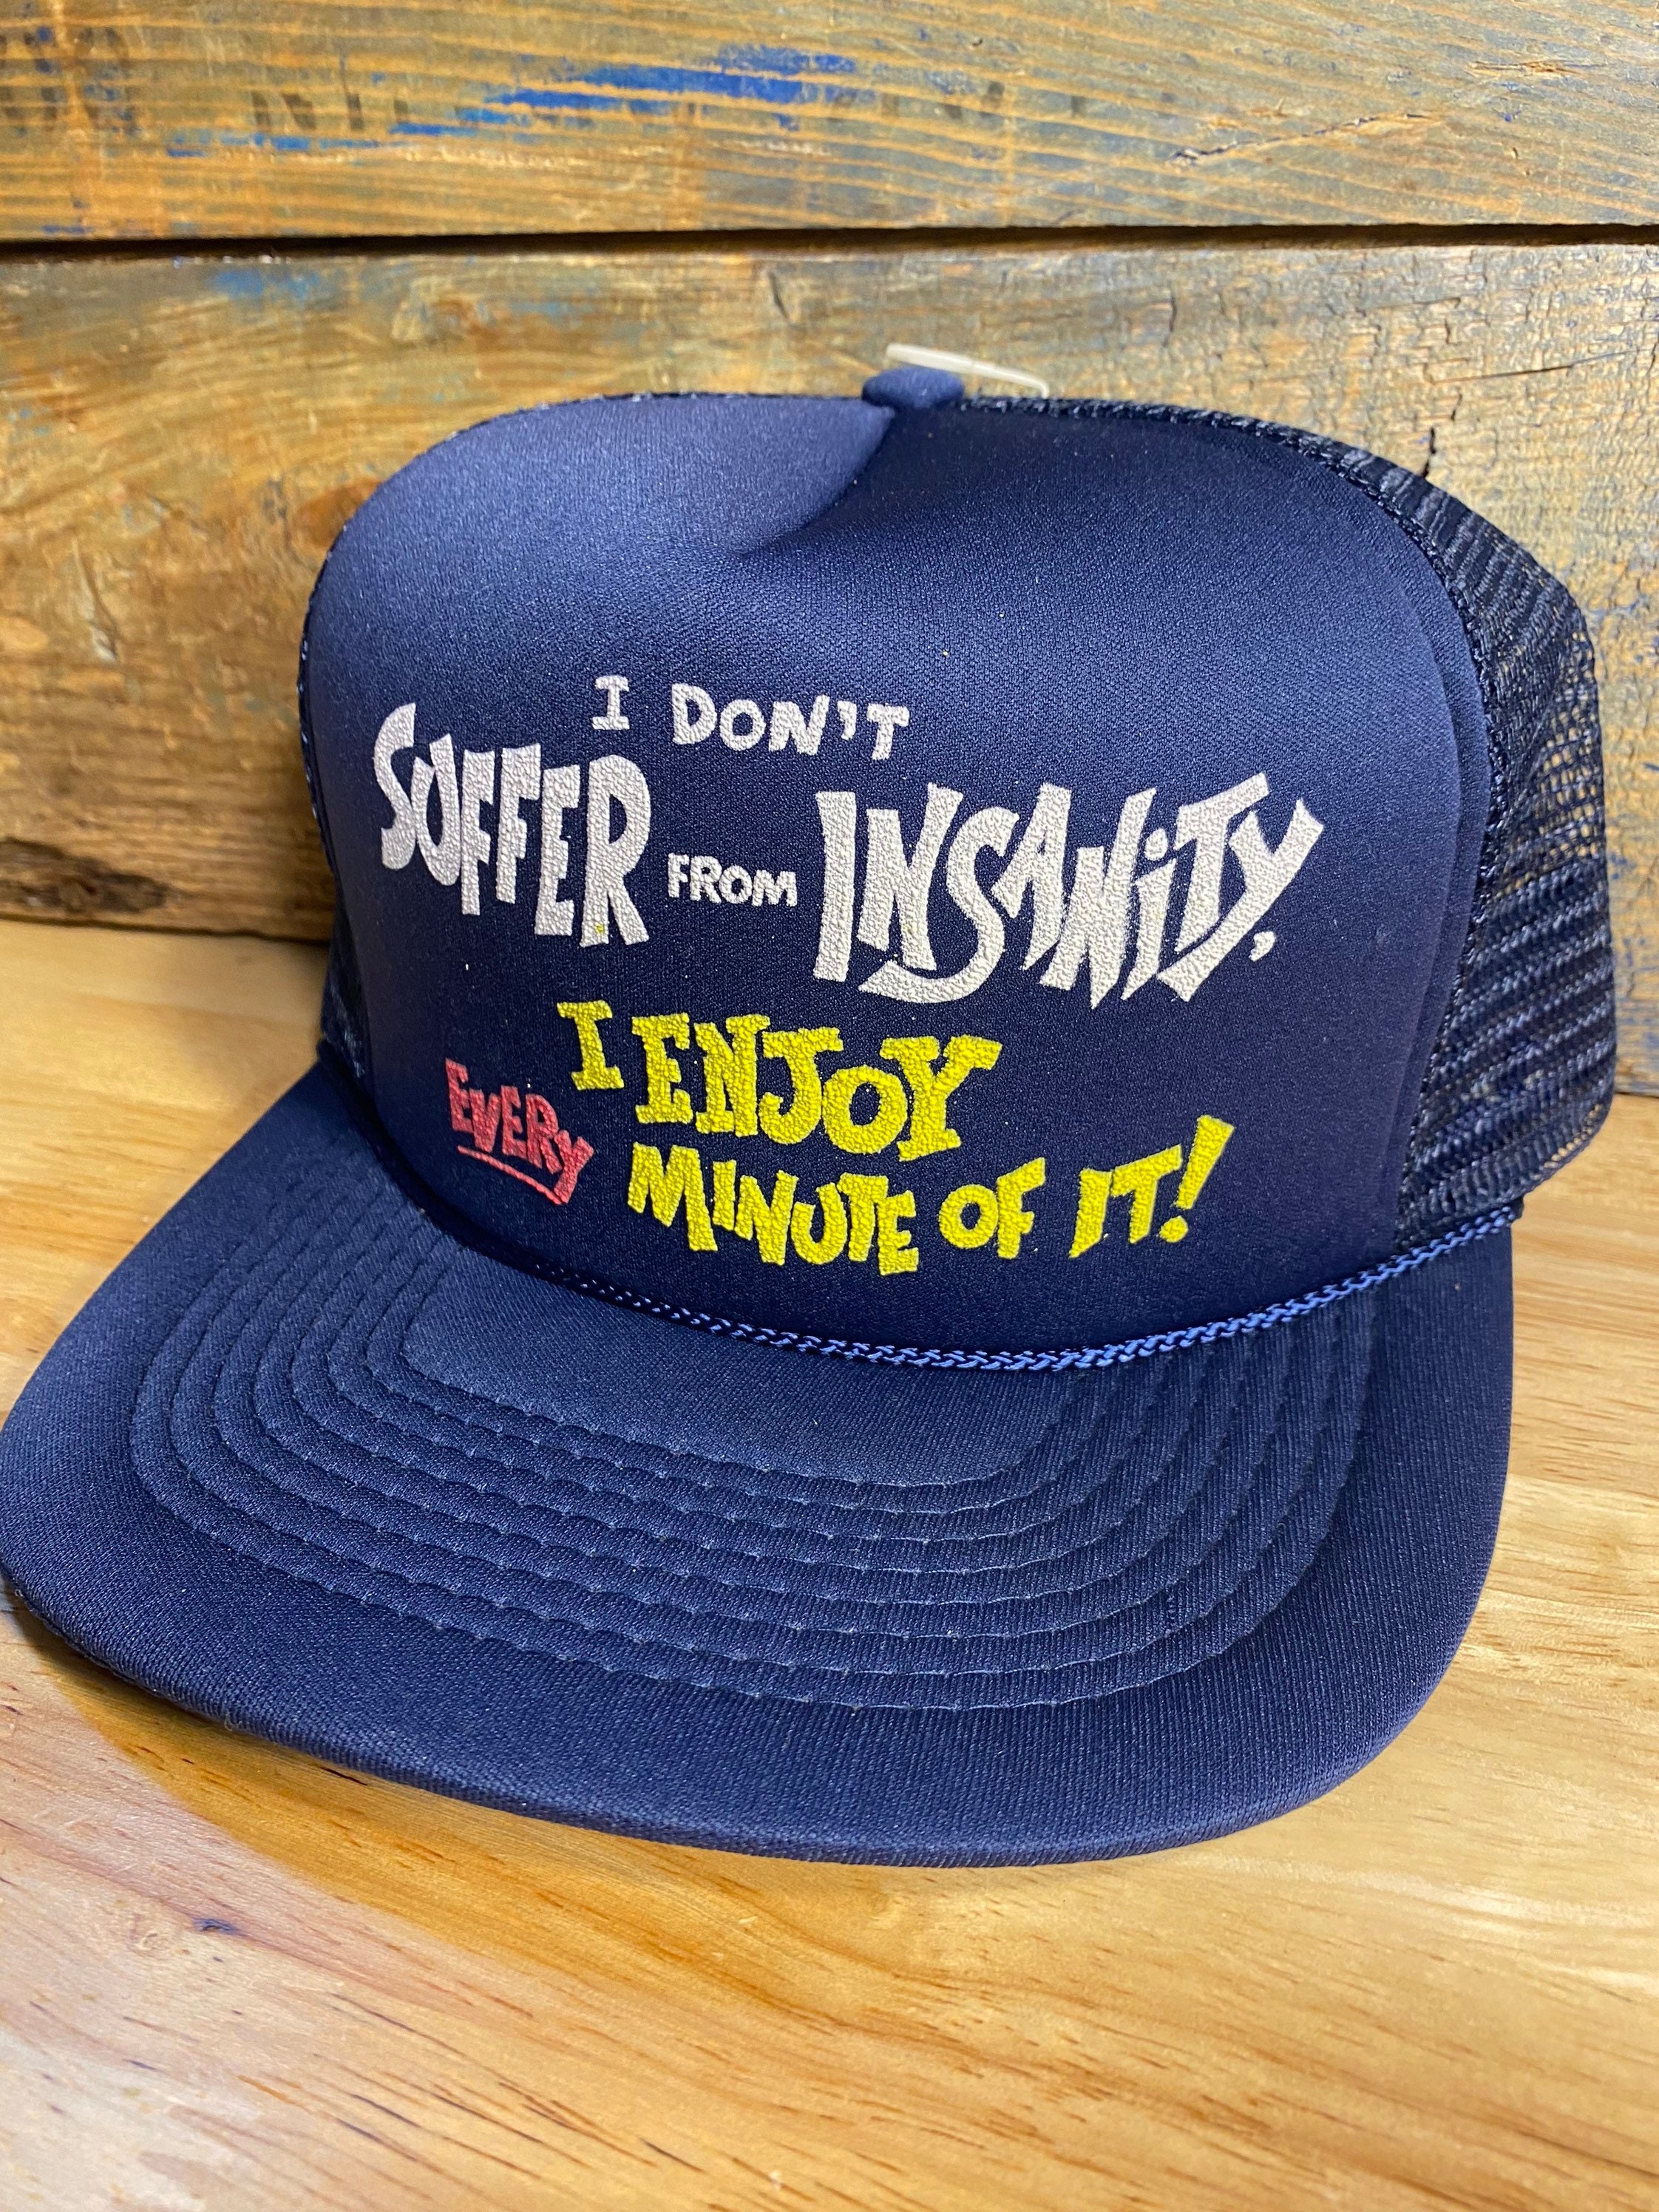 I DON'T
SUFFER FROM INSANITY,
I ENJOY
EVERY MINUTE OF IT!